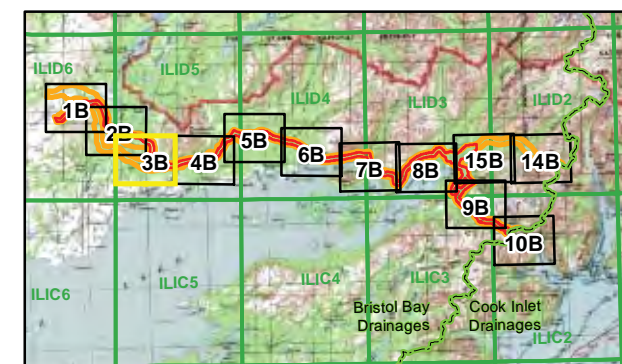 ILID6
ILID5
ILID4
ILID3
ILID2
1B
2B
3B
4B
5B
6B
7B
8B
15B
14B
9B
10B
ILIC6
ILIC5
ILIC4
ILIC3
ILIC2
Bristol Bay
Drainages
Cook Inlet
Drainages